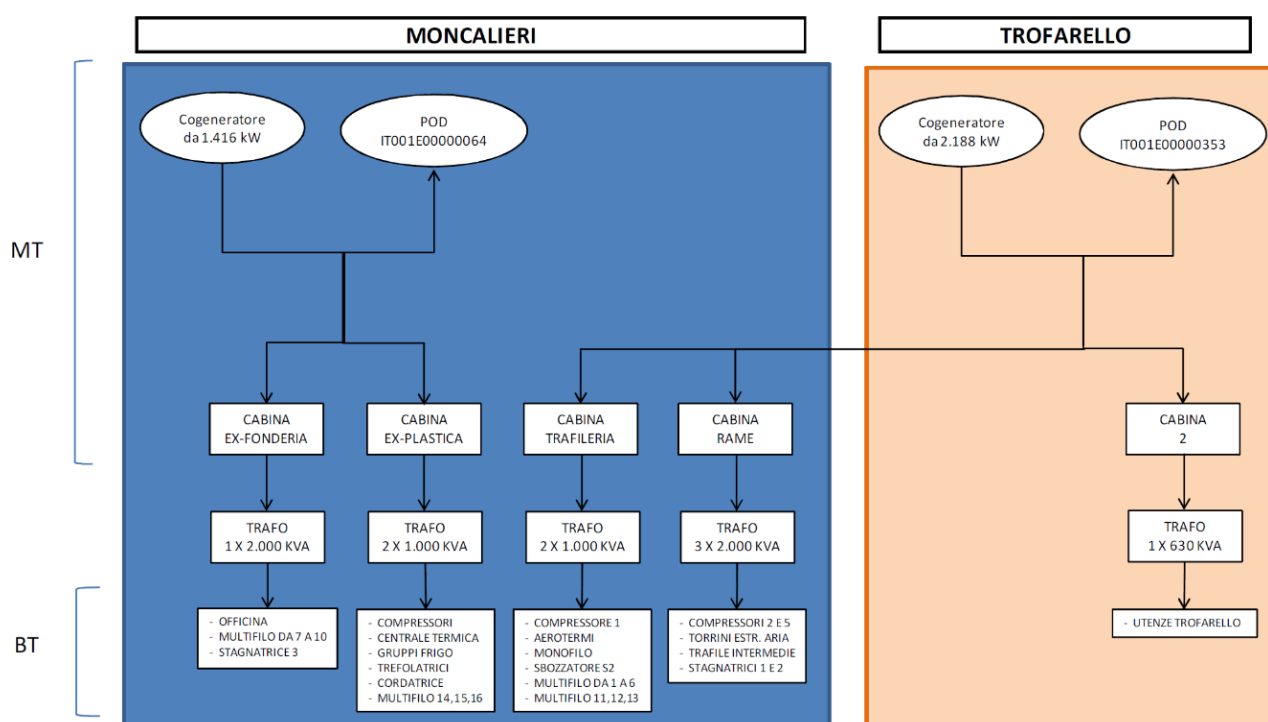 MONCALIERI
TROFARELLO
MT
BT
Cogeneratore
da 1.416 kW
POD
IT001E00000064
Cogeneratore
da 2.188 kW
POD
IT001E00000353
CABINA
EX-FONDERIA
CABINA
EX-PLASTICA
CABINA
TRAFILERIA
CABINA
RAME
CABINA
2
TRAFO
1 X 2.000 KVA
TRAFO
2 X 1.000 KVA
TRAFO
2 X 1.000 KVA
TRAFO
3 X 2.000 KVA
TRAFO
1 X 630 KVA
- OFFICINA
- MULTIFILO DA 7 A 10
- STAGNATRICE 3
- COMPRESSORI
- CENTRALE TERMICA
- GRUPPI FRIGO
- TREFOLATRICI
- CORDATRICE
- MULTIFILO 14,15,16
- COMPRESSORE 1
- AEROTERMI
- MONOFILO
- SBOZZATORE S2
- MULTIFILO DA 1 A 6
- MULTIFILO 11,12,13
- COMPRESSORI 2 E 5
- TORRINI ESTR. ARIA
- TRAFILE INTERMEDIE
- STAGNATRICI 1 E 2
- UTENZE TROFARELLO